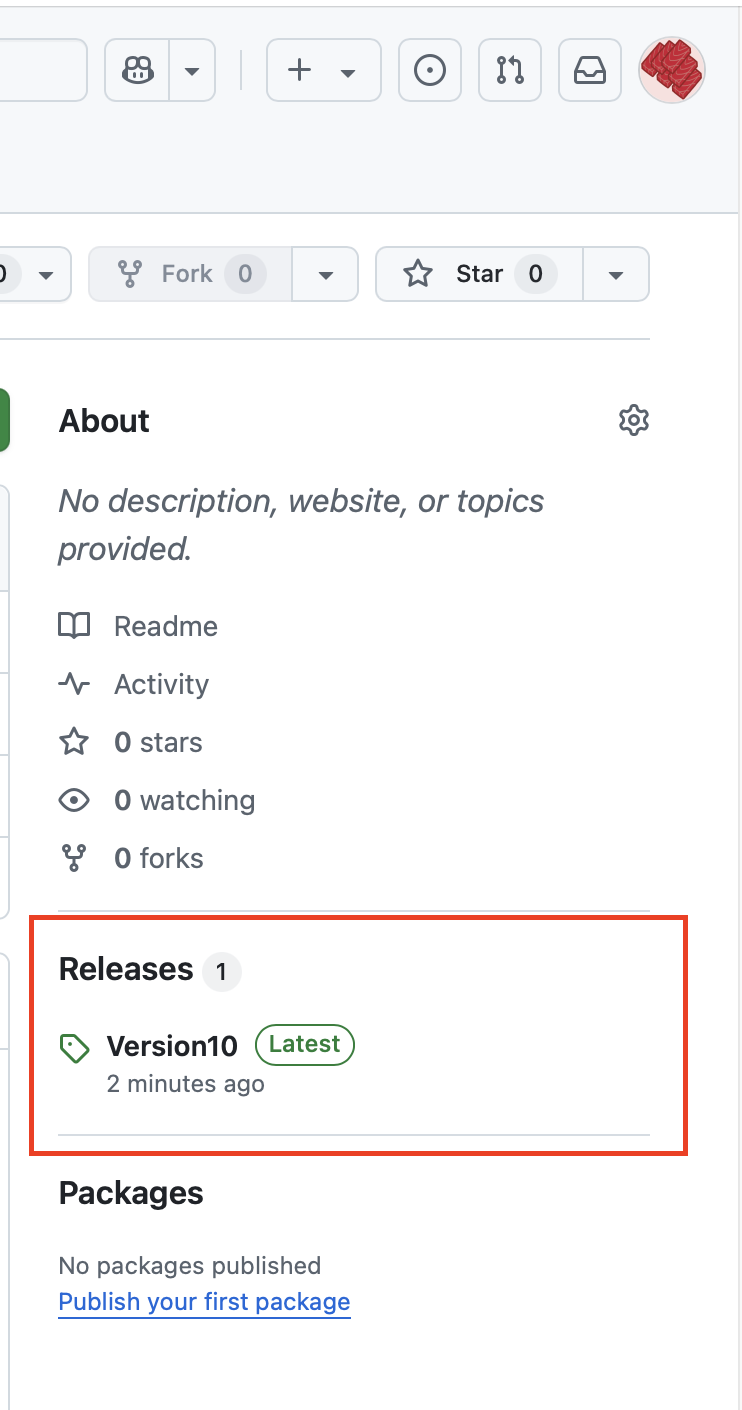 0
Fork 0
Star 0
About
No description, website, or topics
provided.
Readme
Activity
0 stars
0 watching
0 forks
Releases 1
Version10 Latest
2 minutes ago
Packages
No packages published
Publish your first package